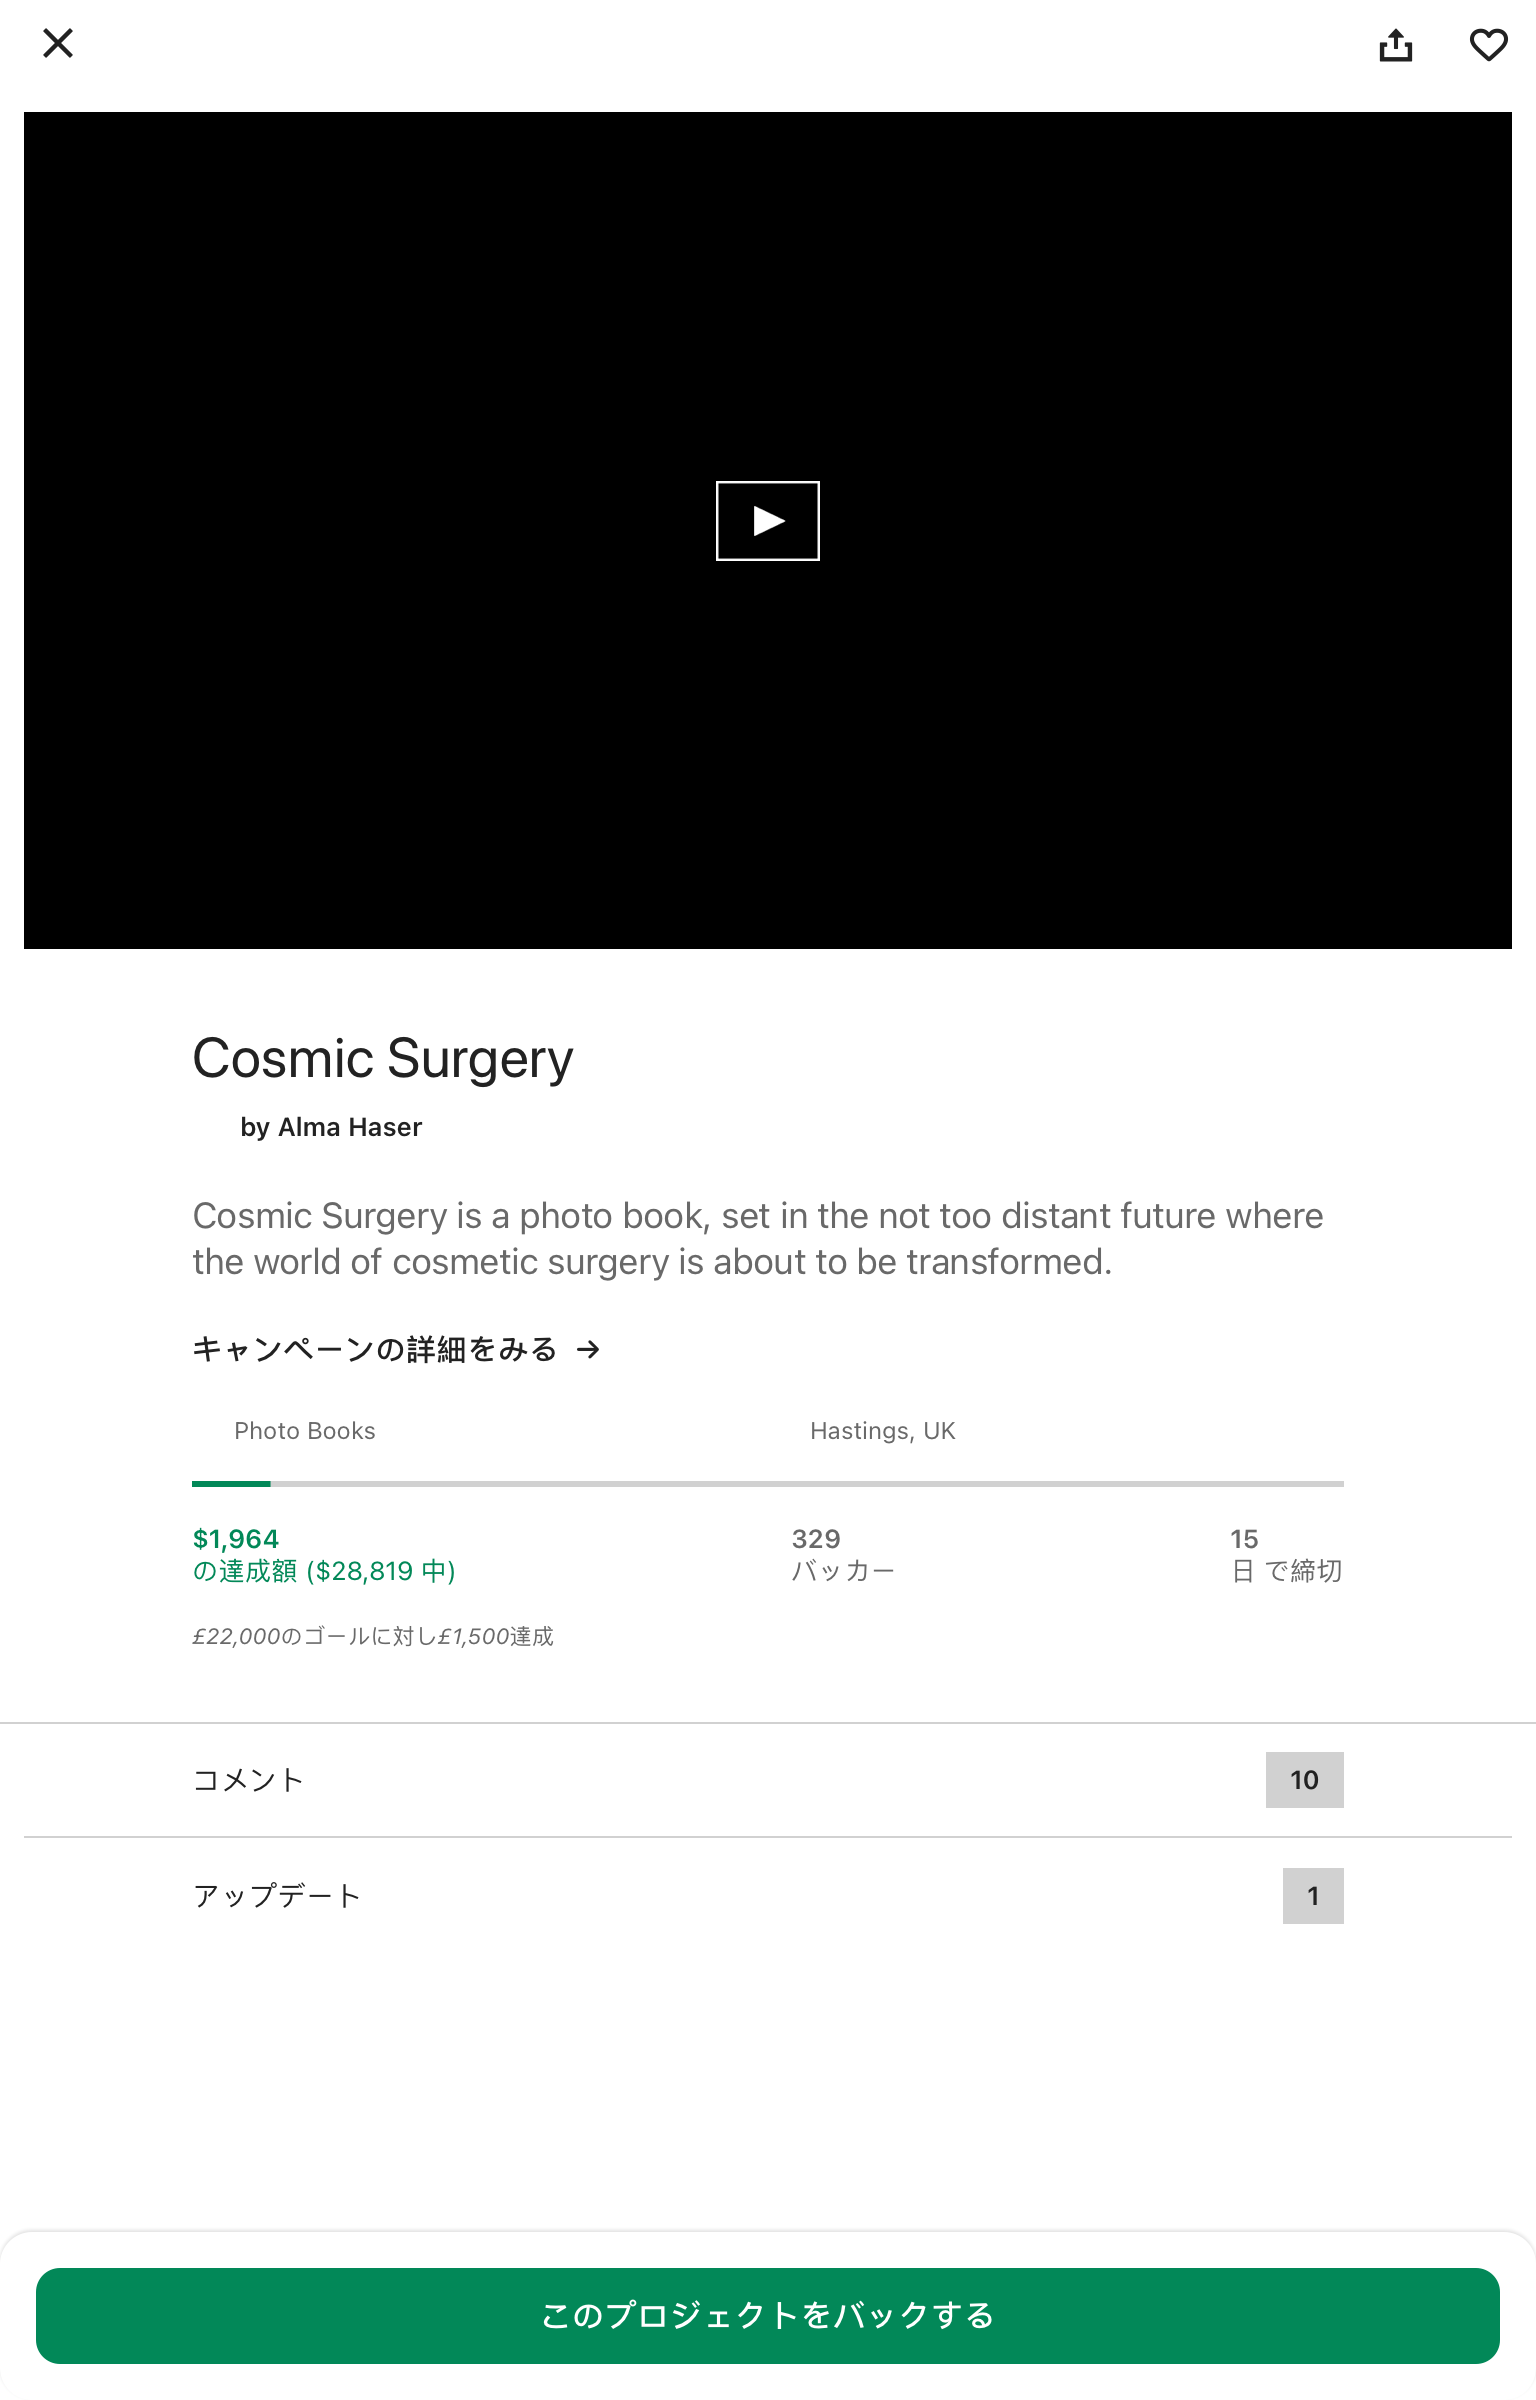 Cosmic Surgery
by Alma Haser
Cosmic Surgery is a photo book, set in the not too distant future where
the world of cosmetic surgery is about to be transformed.
キャンペーンの詳細をみる →
Photo Books
Hastings, UK
$1,964
の達成額 ($28,819 中)
329
バッカー
15
日 で締切
£22,000のゴールに対し£1,500達成
コメント
10
アップデート
1
このプロジェクトをバックする